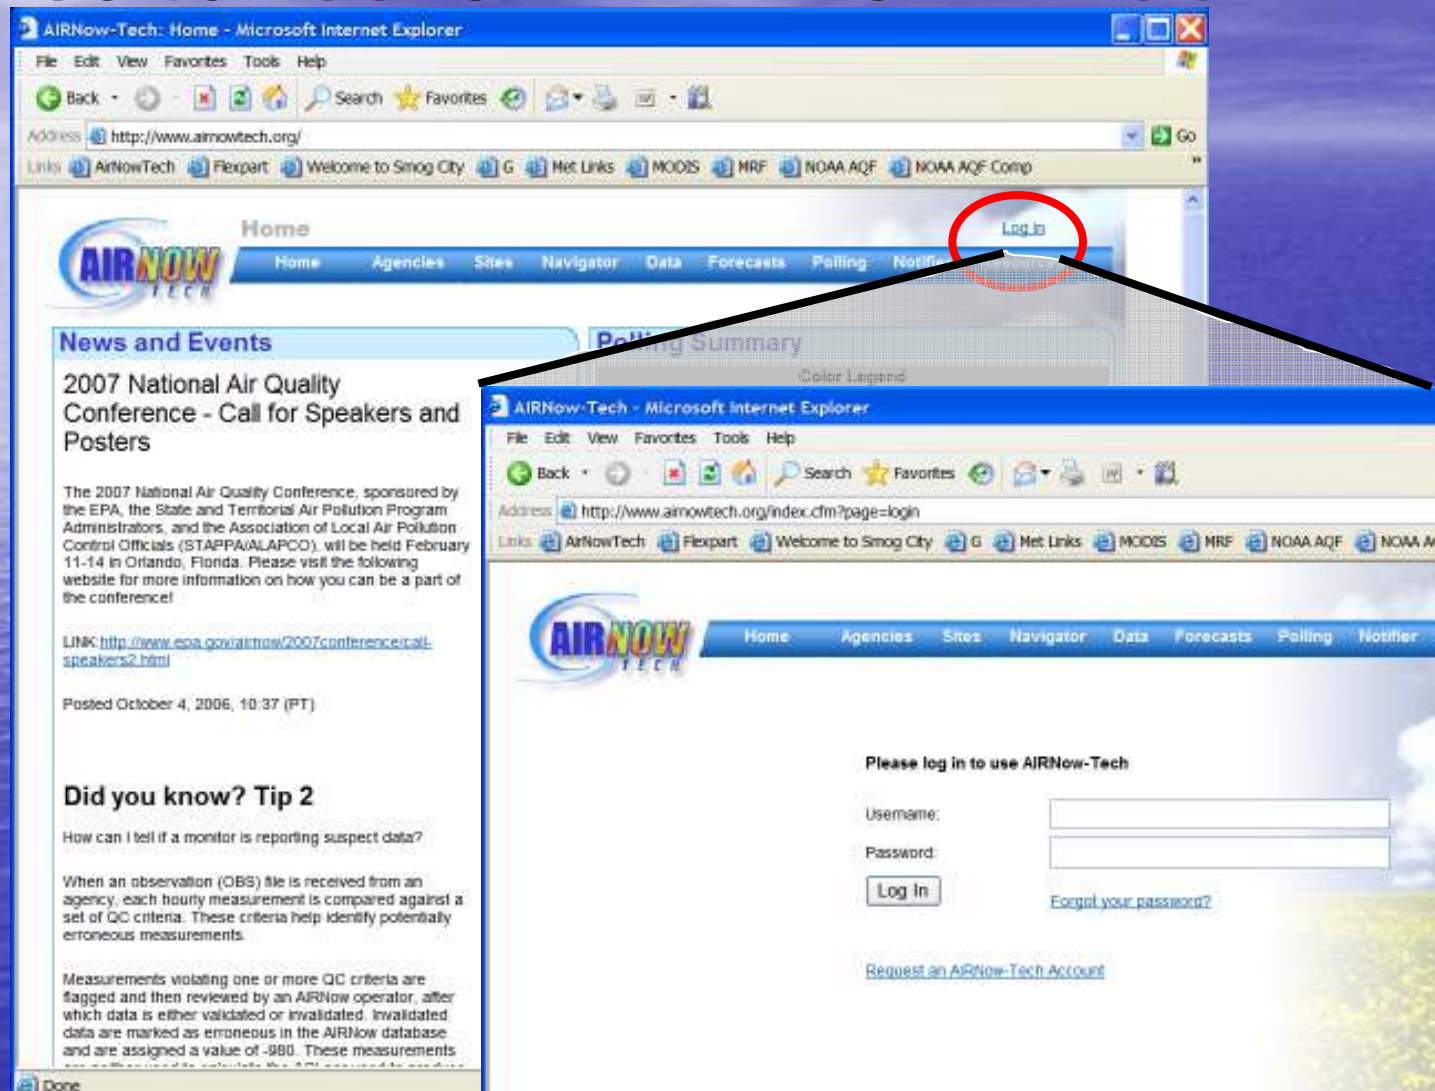 AIRNow-Tech: Home - Microsoft Internet Explorer
File Edit View Favorites Tools Help
Back Search Favorites
Address http://www.airnowtech.org/ Go
Links AirNowTech Flexpart Welcome to Smog City G Met Links MODIS MRF NOAA AQF NOAA AQF Comp
Home
Log In
AIRNOW TECH
Home Agencies Sites Navigator Data Forecasts Polling
News and Events
2007 National Air Quality
Conference - Call for Speakers and
Posters
The 2007 National Air Quality Conference, sponsored by
the EPA, the State and Territorial Air Pollution Program
Administrators, and the Association of Local Air Pollution
Control Officials (STAPPA/ALAPCO), will be held February
11-14 in Orlando, Florida. Please visit the following
website for more information on how you can be a part of
the conference!
LINK:http://www.epa.gov/airnow/2007conference/call-
speakers2.html
Posted October 4, 2006, 10:37 (PT)
Did you know? Tip 2
How can I tell if a monitor is reporting suspect data?
When an observation (OBS) file is received from an
agency, each hourly measurement is compared against a
set of QC criteria. These criteria help identify potentially
erroneous measurements.
Measurements violating one or more QC criteria are
flagged and then reviewed by an AIRNow operator, after
which data is either validated or invalidated. Invalidated
data are marked as erroneous in the AIRNow database
and are assigned a value of -980. These measurements
Done
Polling Summary
Color Legend
AIRNow-Tech - Microsoft Internet Explorer
File Edit View Favorites Tools Help
Back Search Favorites
Address http://www.airnowtech.org/index.cfm?page=login
Links AirNowTech Flexpart Welcome to Smog City G Met Links MODIS MRF NOAA AQF NOAA
AIRNOW TECH
Home Agencies Sites Navigator Data Forecasts Polling Notifier
Please log in to use AIRNow-Tech
Username:
Password:
Log In
Forgot your password?
Request an AIRNow-Tech Account